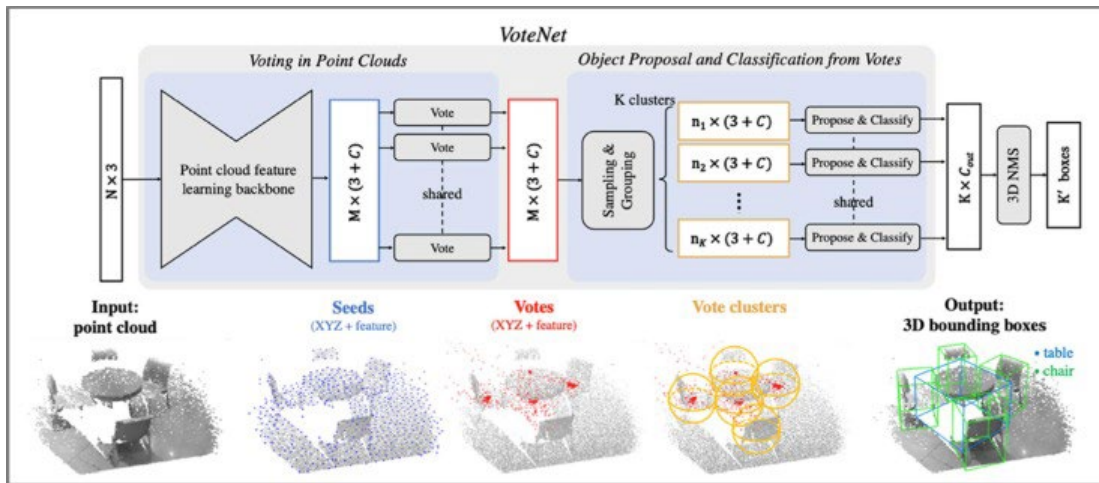 VoteNet
Voting in Point Clouds
Object Proposal and Classification from Votes
N × 3
Point cloud feature
learning backbone
M × (3 + C)
Vote
Vote
shared
Vote
M × (3 + C)
Sampling &
Grouping
K clusters
n₁ × (3 + C)
n₂ × (3 + C)
...
n_K × (3 + C)
Propose & Classify
Propose & Classify
shared
Propose & Classify
K × C_out
3D NMS
K′ boxes
Input:
point cloud
Seeds
(XYZ + feature)
Votes
(XYZ + feature)
Vote clusters
Output:
3D bounding boxes
• table
• chair